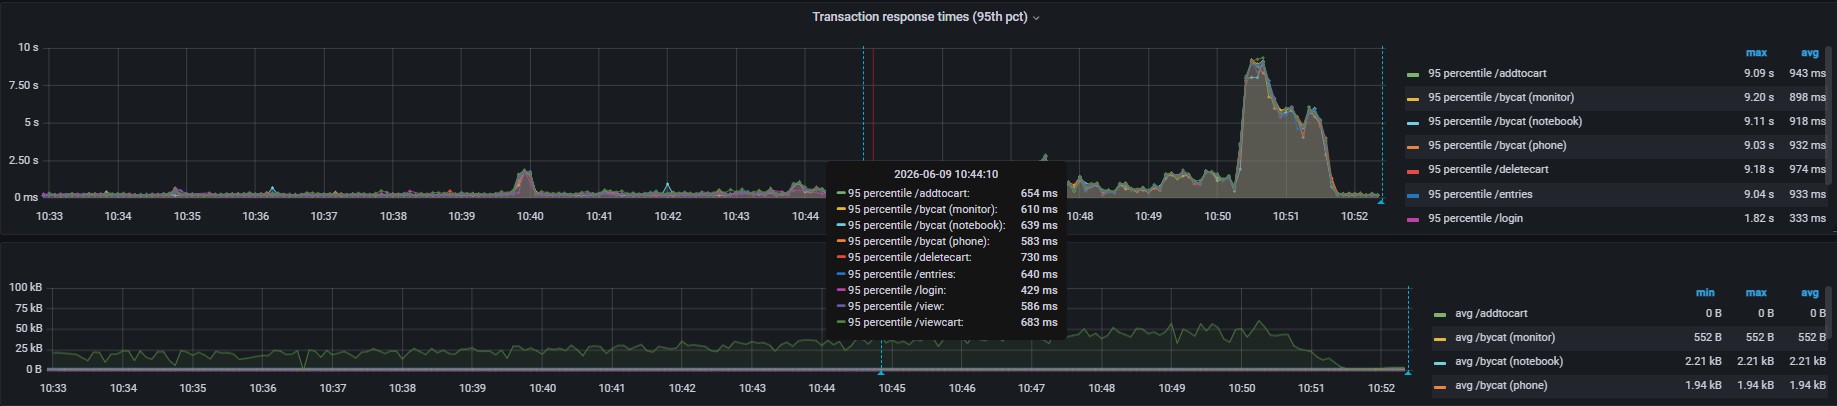 Transaction response times (95th pct)
10 s
7.50 s
5 s
2.50 s
0 ms
10:33 10:34 10:35 10:36 10:37 10:38 10:39 10:40 10:41 10:42 10:43 10:44 10:48 10:49 10:50 10:51 10:52
max avg
95 percentile /addtocart 9.09 s 943 ms
95 percentile /bycat (monitor) 9.20 s 898 ms
95 percentile /bycat (notebook) 9.11 s 918 ms
95 percentile /bycat (phone) 9.03 s 932 ms
95 percentile /deletecart 9.18 s 974 ms
95 percentile /entries 9.04 s 933 ms
95 percentile /login 1.82 s 333 ms
2026-06-09 10:44:10
95 percentile /addtocart: 654 ms
95 percentile /bycat (monitor): 610 ms
95 percentile /bycat (notebook): 639 ms
95 percentile /bycat (phone): 583 ms
95 percentile /deletecart: 730 ms
95 percentile /entries: 640 ms
95 percentile /login: 429 ms
95 percentile /view: 586 ms
95 percentile /viewcart: 683 ms
100 kB
75 kB
50 kB
25 kB
0 B
10:33 10:34 10:35 10:36 10:37 10:38 10:39 10:40 10:41 10:42 10:43 10:44 10:45 10:46 10:47 10:48 10:49 10:50 10:51 10:52
min max avg
avg /addtocart 0 B 0 B 0 B
avg /bycat (monitor) 552 B 552 B 552 B
avg /bycat (notebook) 2.21 kB 2.21 kB 2.21 kB
avg /bycat (phone) 1.94 kB 1.94 kB 1.94 kB